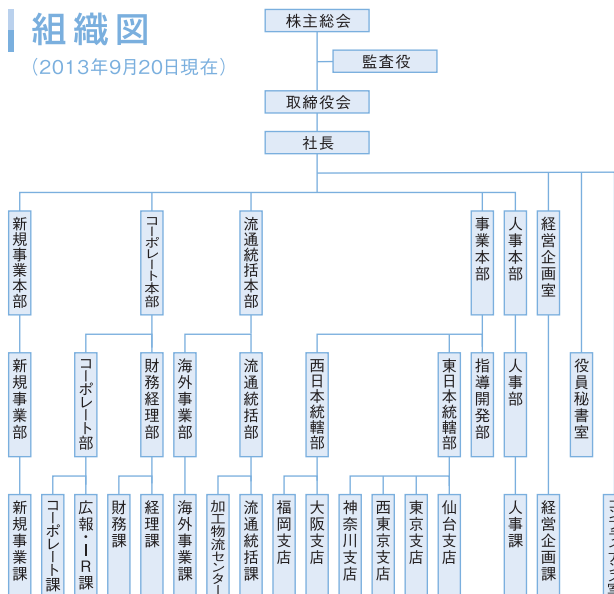 組織図
(2013年9月20日現在)
株主総会
監査役
取締役会
社長
新規事業本部
コーポレート本部
流通統括本部
事業本部
人事本部
経営企画室
新規事業部
コーポレート部
財務経理部
海外事業部
流通統括部
西日本統轄部
東日本統轄部
指導開発部
人事部
役員秘書室
新規事業課
コーポレート課
広報・IR課
財務課
経理課
海外事業課
加工物流センター
流通統括課
福岡支店
大阪支店
神奈川支店
西東京支店
東京支店
仙台支店
人事課
経営企画課